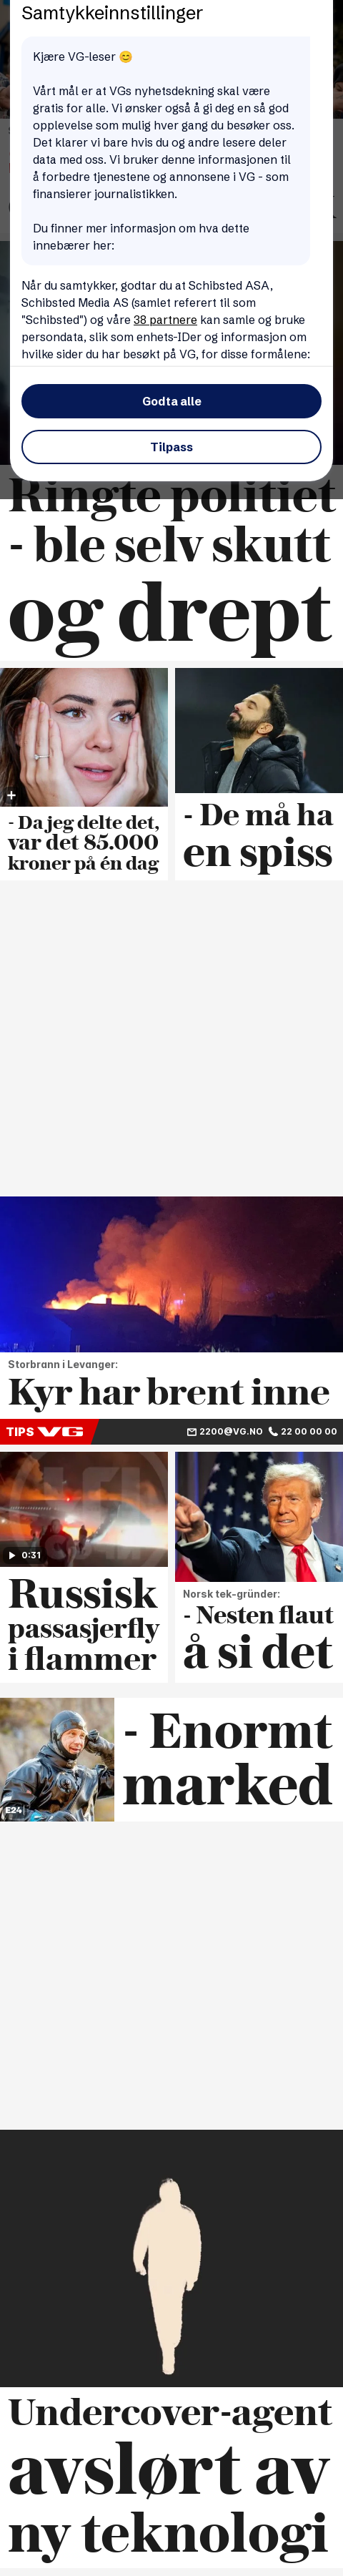 Samtykkeinnstillinger
Kjære VG-leser 😊
Vårt mål er at VGs nyhetsdekning skal være
gratis for alle. Vi ønsker også å gi deg en så god
opplevelse som mulig hver gang du besøker oss.
Det klarer vi bare hvis du og andre lesere deler
data med oss. Vi bruker denne informasjonen til
å forbedre tjenestene og annonsene i VG - som
finansierer journalistikken.
Du finner mer informasjon om hva dette
innebærer her:
Når du samtykker, godtar du at Schibsted ASA,
Schibsted Media AS (samlet referert til som
"Schibsted") og våre 38 partnere kan samle og bruke
persondata, slik som enhets-IDer og informasjon om
hvilke sider du har besøkt på VG, for disse formålene:
Godta alle
Tilpass
Ringte politiet
- ble selv skutt
og drept
- Da jeg delte det,
var det 85.000
kroner på én dag
- De må ha
en spiss
Storbrann i Levanger:
Kyr har brent inne
TIPS VG
2200@VG.NO
22 00 00 00
0:31
Russisk
passasjerfly
i flammer
Norsk tek-gründer:
- Nesten flaut
å si det
E24
- Enormt
marked
Undercover-agent
avslørt av
ny teknologi